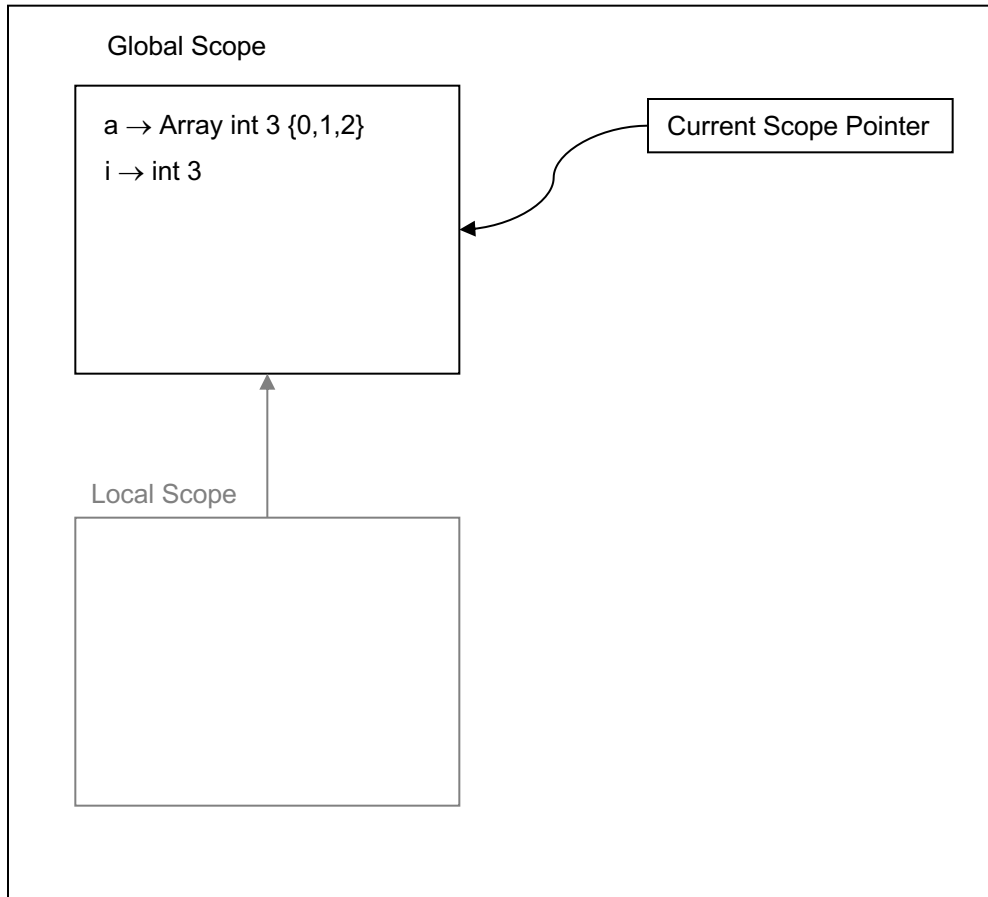 Global Scope
a → Array int 3 {0,1,2}
i → int 3
Current Scope Pointer
Local Scope